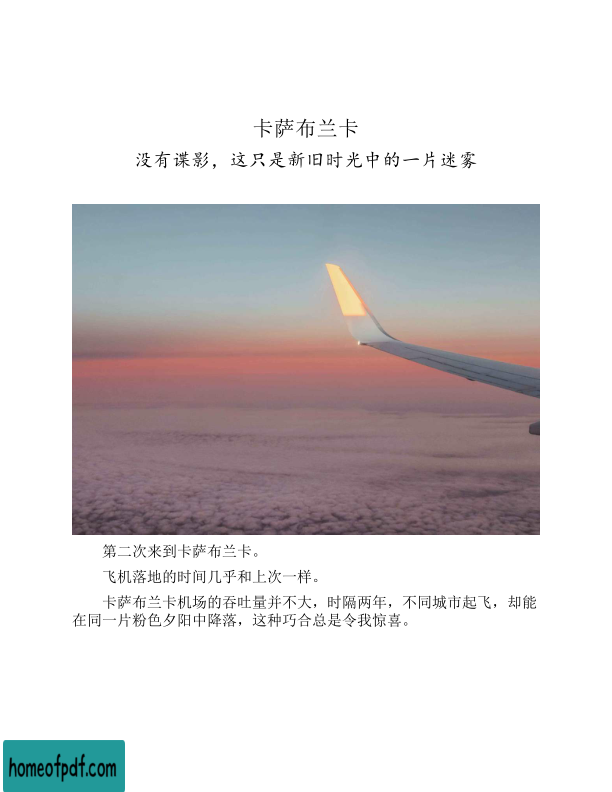 卡萨布兰卡
没有谍影，这只是新旧时光中的一片迷雾
第二次来到卡萨布兰卡。
飞机落地的时间几乎和上次一样。
卡萨布兰卡机场的吞吐量并不大，时隔两年，不同城市起飞，却能
在同一片粉色夕阳中降落，这种巧合总是令我惊喜。
homeofpdf.com